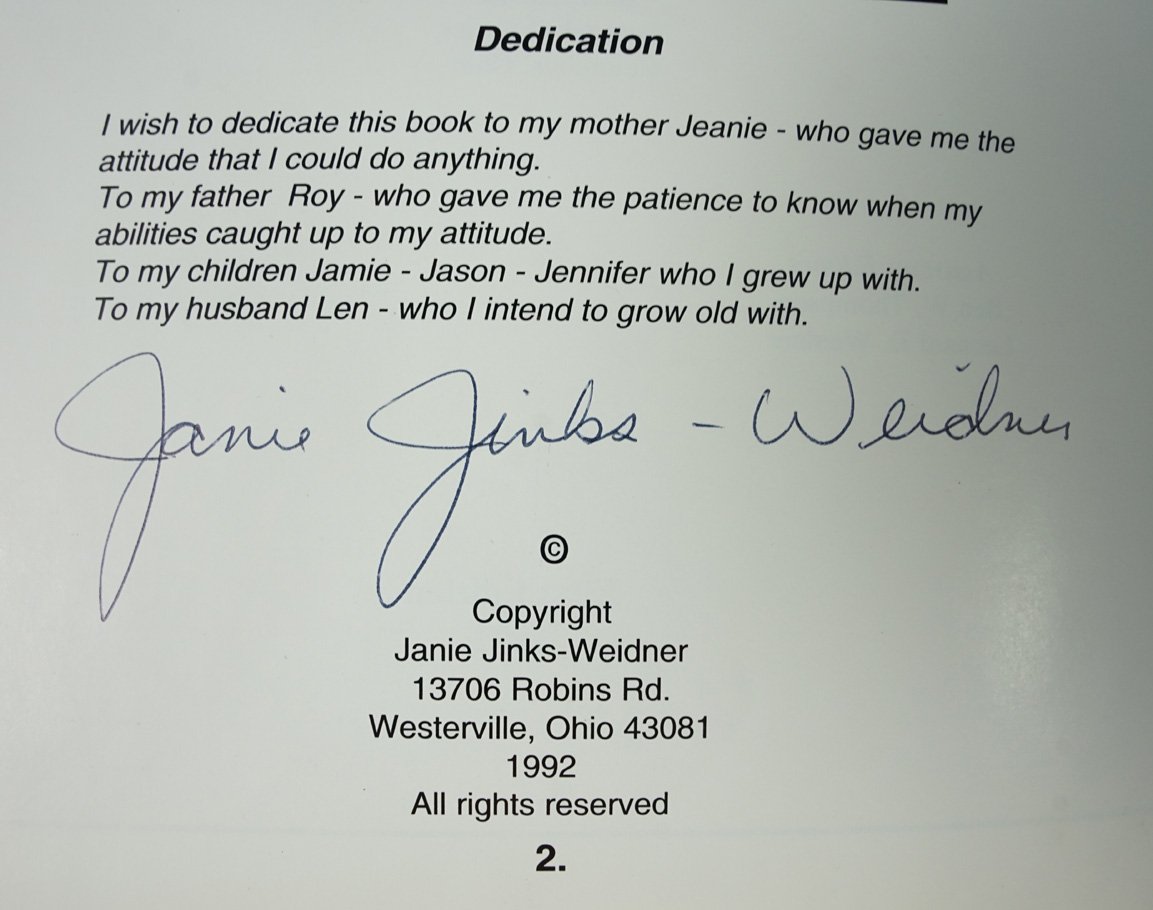 Dedication
I wish to dedicate this book to my mother Jeanie - who gave me the
attitude that I could do anything.
To my father  Roy - who gave me the patience to know when my
abilities caught up to my attitude.
To my children Jamie - Jason - Jennifer who I grew up with.
To my husband Len - who I intend to grow old with.
Janie Jinks - Weidner
©
Copyright
Janie Jinks-Weidner
13706 Robins Rd.
Westerville, Ohio 43081
1992
All rights reserved
2.